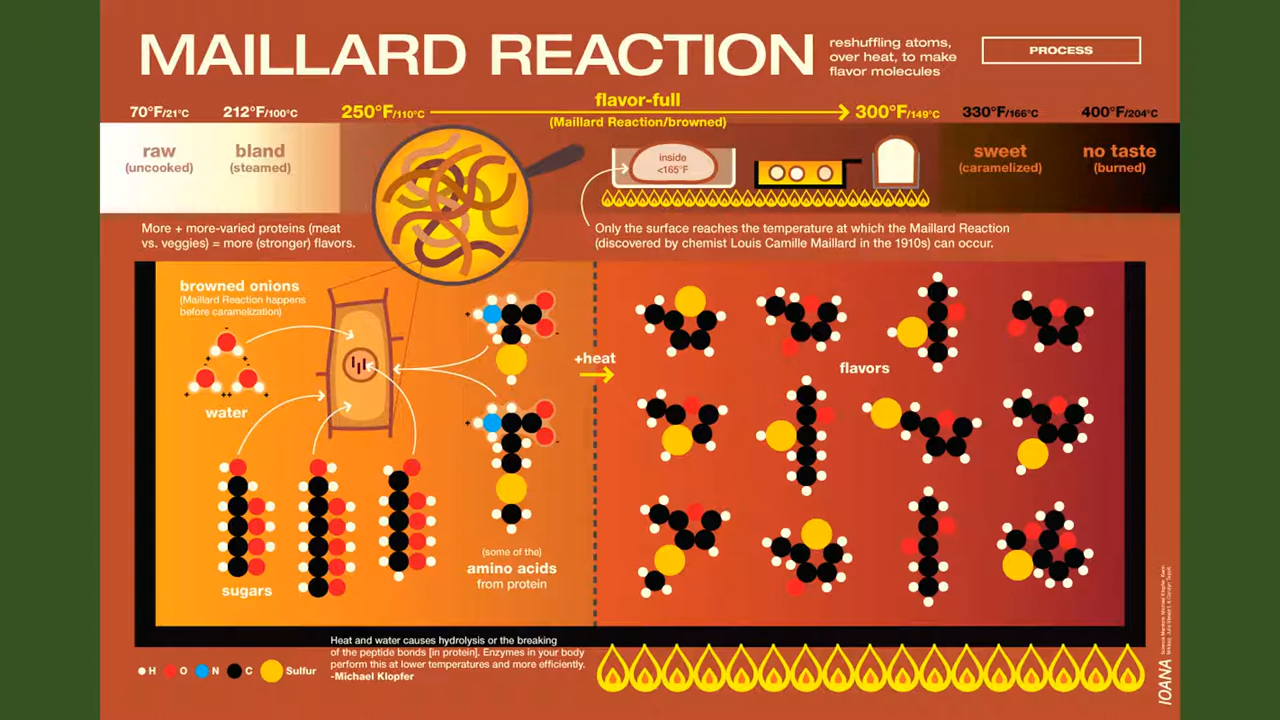 MAILLARD REACTION
reshuffling atoms,
over heat, to make
flavor molecules
PROCESS
70°F/21°C
212°F/100°C
250°F/110°C
flavor-full
(Maillard Reaction/browned)
300°F/149°C
330°F/166°C
400°F/204°C
raw
(uncooked)
bland
(steamed)
inside
<165°F
sweet
(caramelized)
no taste
(burned)
More + more-varied proteins (meat
vs. veggies) = more (stronger) flavors.
Only the surface reaches the temperature at which the Maillard Reaction
(discovered by chemist Louis Camille Maillard in the 1910s) can occur.
browned onions
(Maillard Reaction happens
before caramelization)
water
sugars
(some of the)
amino acids
from protein
+heat
flavors
Heat and water causes hydrolysis or the breaking
of the peptide bonds [in protein]. Enzymes in your body
perform this at lower temperatures and more efficiently.
-Michael Klopfer
H O N C Sulfur
IOANA